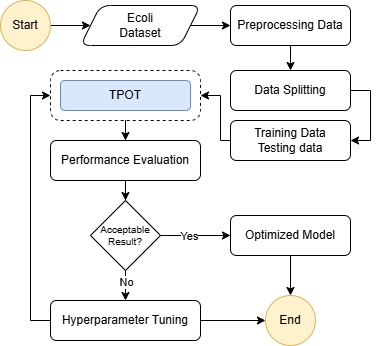 Start
Ecoli
Dataset
Preprocessing Data
Data Splitting
Training Data
Testing data
TPOT
Performance Evaluation
Acceptable
Result?
Yes
Optimized Model
No
Hyperparameter Tuning
End